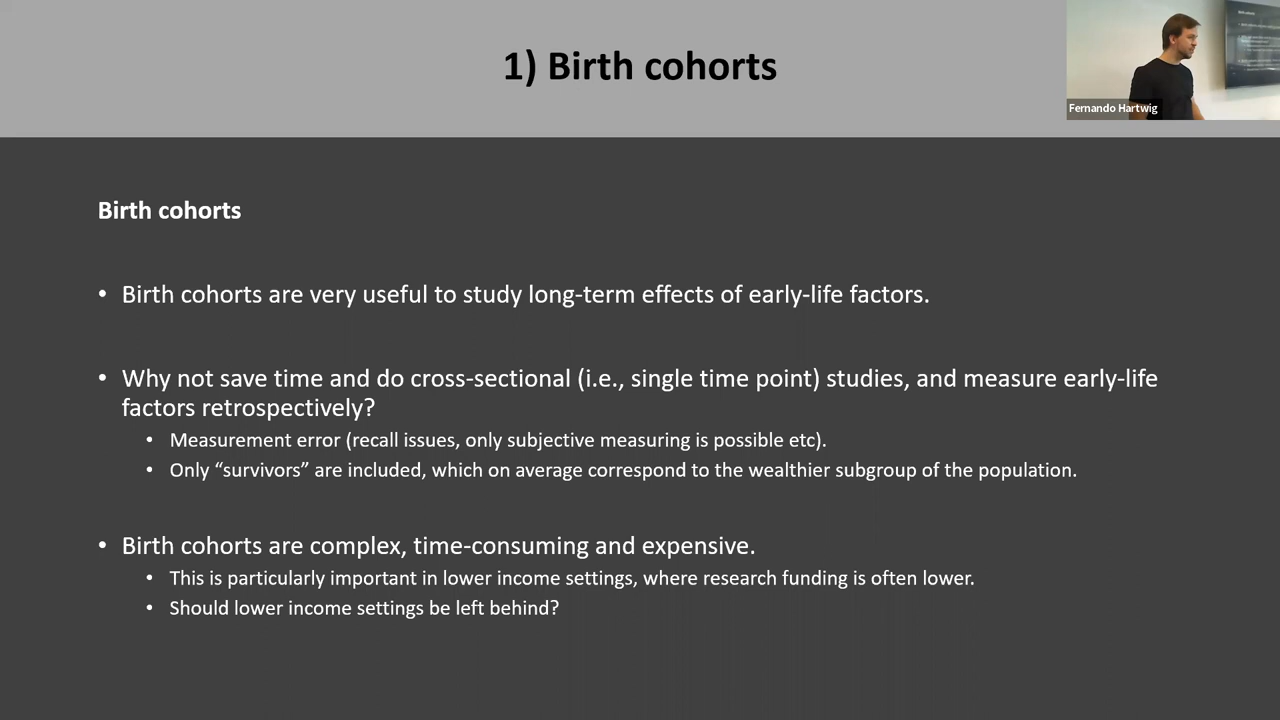 1) Birth cohorts
Fernando Hartwig
Birth cohorts
• Birth cohorts are very useful to study long-term effects of early-life factors.
• Why not save time and do cross-sectional (i.e., single time point) studies, and measure early-life
factors retrospectively?
• Measurement error (recall issues, only subjective measuring is possible etc).
• Only “survivors” are included, which on average correspond to the wealthier subgroup of the population.
• Birth cohorts are complex, time-consuming and expensive.
• This is particularly important in lower income settings, where research funding is often lower.
• Should lower income settings be left behind?